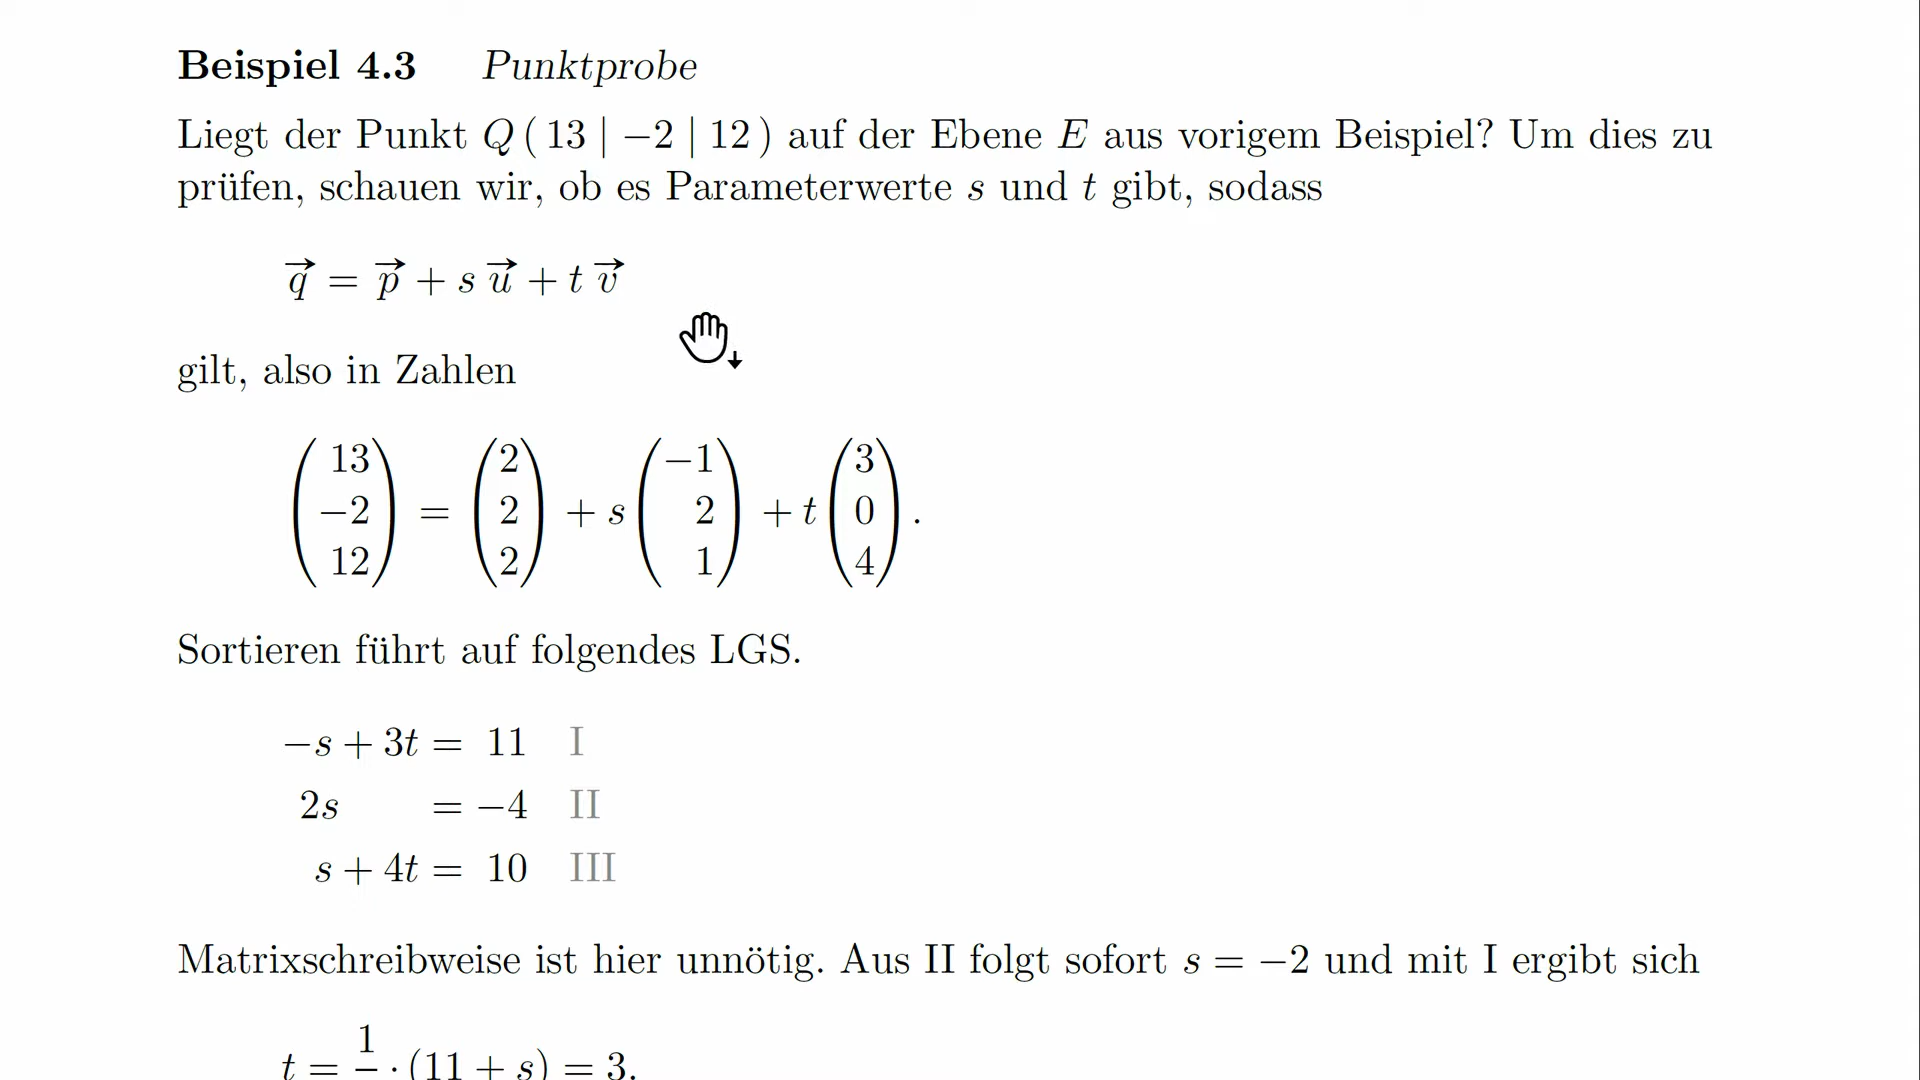 Beispiel 4.3 Punktprobe
Liegt der Punkt Q ( 13 | −2 | 12 ) auf der Ebene E aus vorigem Beispiel? Um dies zu
prüfen, schauen wir, ob es Parameterwerte s und t gibt, sodass
q⃗ = p⃗ + s u⃗ + t v⃗
gilt, also in Zahlen
(13 −2 12) = (2 2 2) + s (−1 2 1) + t (3 0 4).
Sortieren führt auf folgendes LGS.
−s + 3t = 11 I
2s = −4 II
s + 4t = 10 III
Matrixschreibweise ist hier unnötig. Aus II folgt sofort s = −2 und mit I ergibt sich
t = 1 · (11 + s) = 3.